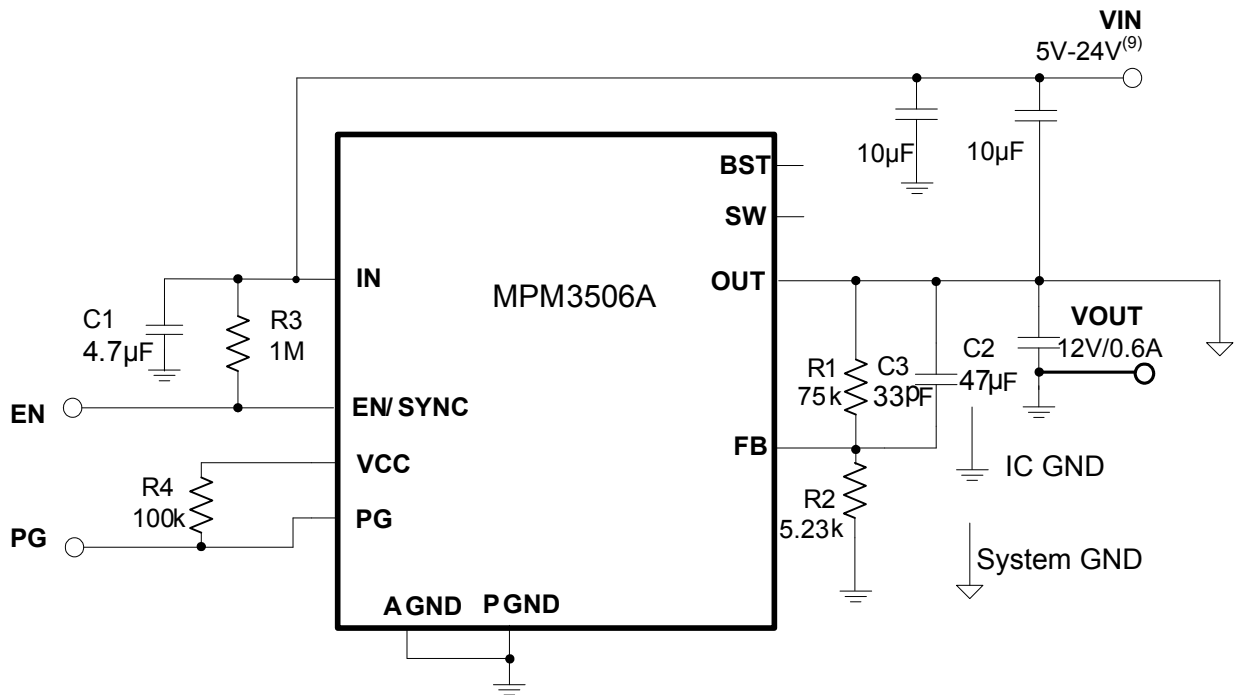 VIN
5V-24V(9)
10µF
10µF
BST
SW
IN
OUT
MPM3506A
C1
4.7µF
R3
1M
VOUT
12V/0.6A
R1
75k
C3
33pF
C2
47µF
EN
EN/SYNC
FB
VCC
IC GND
R4
100k
PG
PG
R2
5.23k
System GND
AGND
PGND